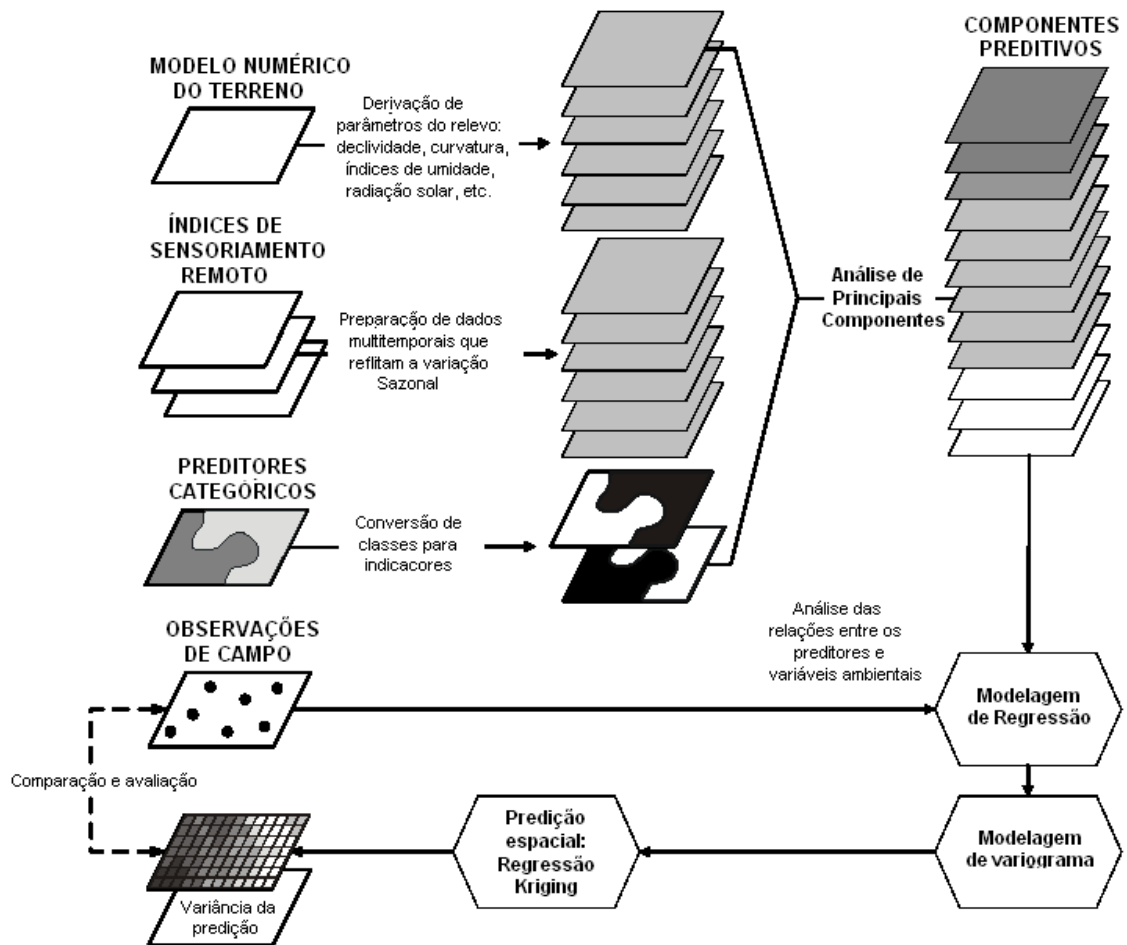 MODELO NUMÉRICO
DO TERRENO
Derivação de
parâmetros do relevo:
declividade, curvatura,
índices de umidade,
radiação solar, etc.
COMPONENTES
PREDITIVOS
ÍNDICES DE
SENSORIAMENTO
REMOTO
Preparação de dados
multitemporais que
reflitam a variação
Sazonal
Análise de
Principais
Componentes
PREDITORES
CATEGÓRICOS
Conversão de
classes para
indicacores
OBSERVAÇÕES
DE CAMPO
Análise das
relações entre os
preditores e
variáveis ambientais
Modelagem
de Regressão
Comparação e avaliação
Modelagem
de variograma
Predição
espacial:
Regressão
Kriging
Variância da
predição